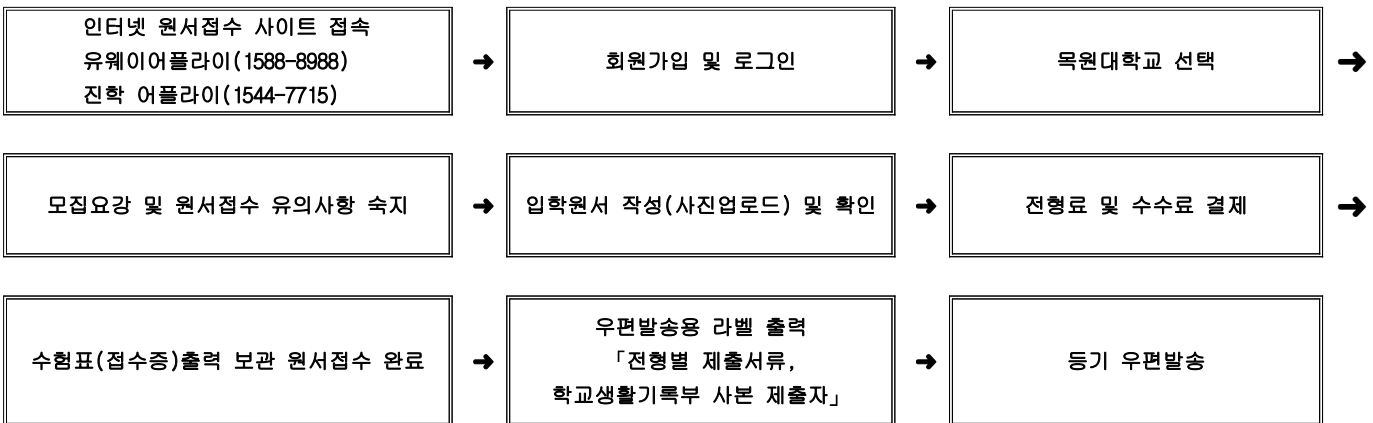 인터넷 원서접수 사이트 접속
유웨이어플라이(1588-8988)
진학 어플라이(1544-7715)
➜
회원가입 및 로그인
➜
목원대학교 선택
➜
모집요강 및 원서접수 유의사항 숙지
➜
입학원서 작성(사진업로드) 및 확인
➜
전형료 및 수수료 결제
➜
수험표(접수증)출력 보관 원서접수 완료
➜
우편발송용 라벨 출력
「전형별 제출서류,
학교생활기록부 사본 제출자」
➜
등기 우편발송